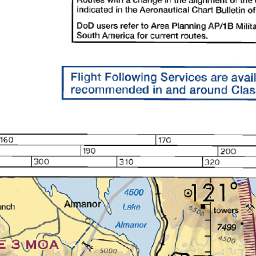 Routes with a change in the alignment of the
indicated in the Aeronautical Chart Bulletin of
DoD users refer to Area Planning AP/1B Milita
South America for current routes.
Flight Following Services are avail
recommended in and around Clas
160 170
190 200
300 310 320
4500
Almanor Lake
Almanor
121°
4500 towers
7499
E 3 MOA
5000